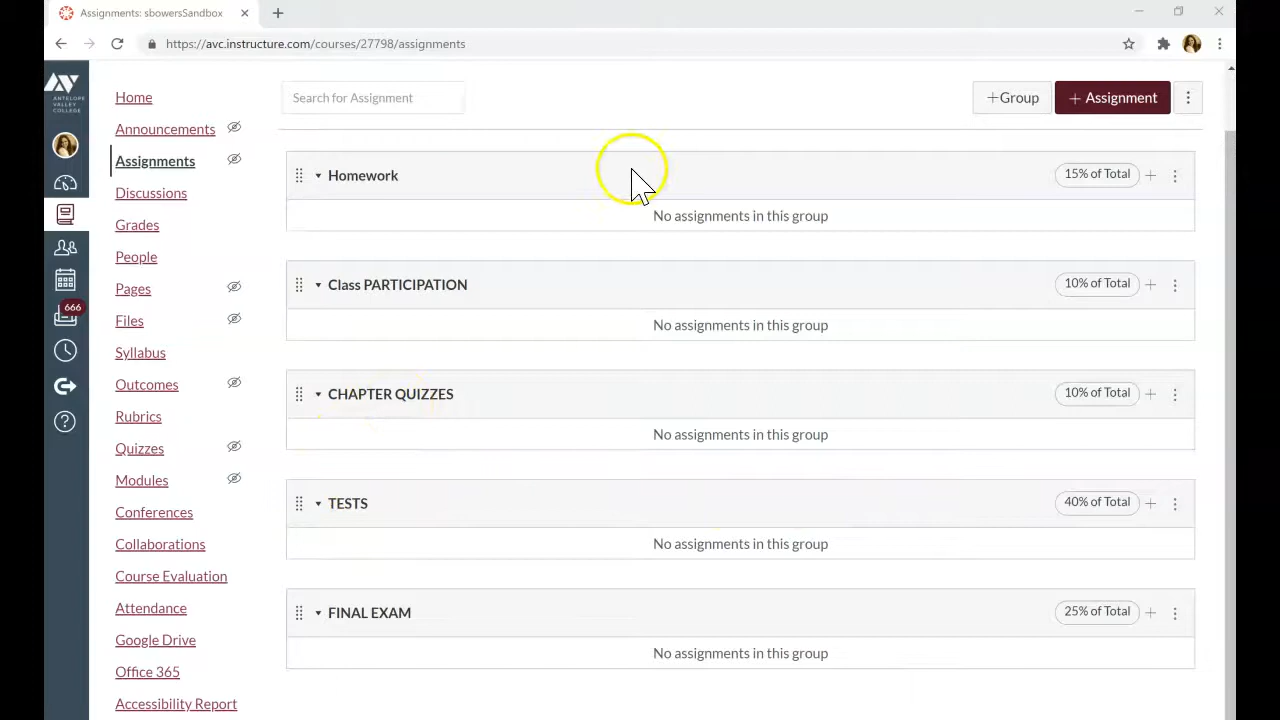 Assignments: sbowersSandbox
https://avc.instructure.com/courses/27798/assignments
ANTELOPE
VALLEY
COLLEGE
666
Home
Announcements
Assignments
Discussions
Grades
People
Pages
Files
Syllabus
Outcomes
Rubrics
Quizzes
Modules
Conferences
Collaborations
Course Evaluation
Attendance
Google Drive
Office 365
Accessibility Report
Search for Assignment
+Group
+ Assignment
Homework
15% of Total
No assignments in this group
Class PARTICIPATION
10% of Total
No assignments in this group
CHAPTER QUIZZES
10% of Total
No assignments in this group
TESTS
40% of Total
No assignments in this group
FINAL EXAM
25% of Total
No assignments in this group